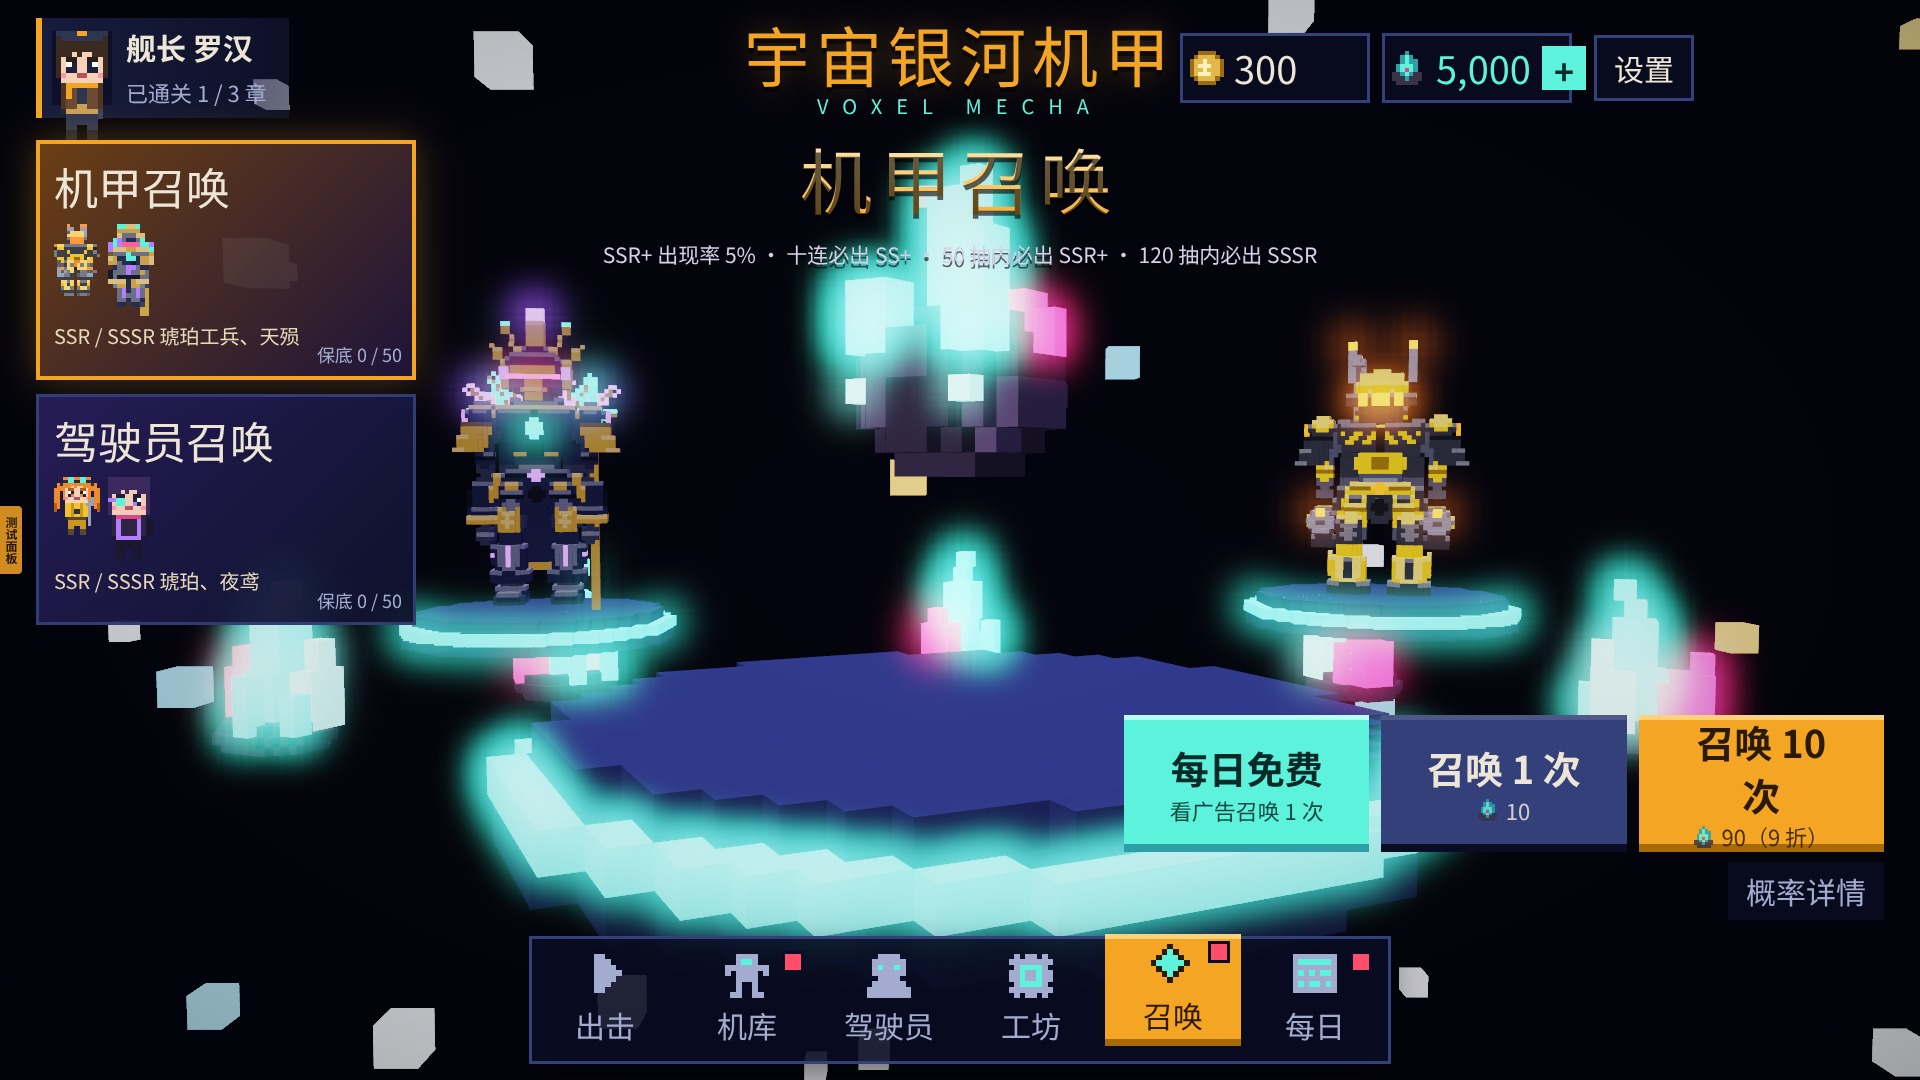 舰长 罗汉
已通关 1 / 3 章
宇宙银河机甲
VOXEL MECHA
300
5,000
+
设置
机甲召唤
SSR / SSSR 琥珀工兵、天殒
保底 0 / 50
驾驶员召唤
SSR / SSSR 琥珀、夜鸢
保底 0 / 50
测试面板
机甲召唤
SSR+ 出现率 5% · 十连必出 SS+ · 50 抽内必出 SSR+ · 120 抽内必出 SSSR
每日免费
看广告召唤 1 次
召唤 1 次
10
召唤 10
次
90（9 折）
概率详情
出击
机库
驾驶员
工坊
召唤
每日